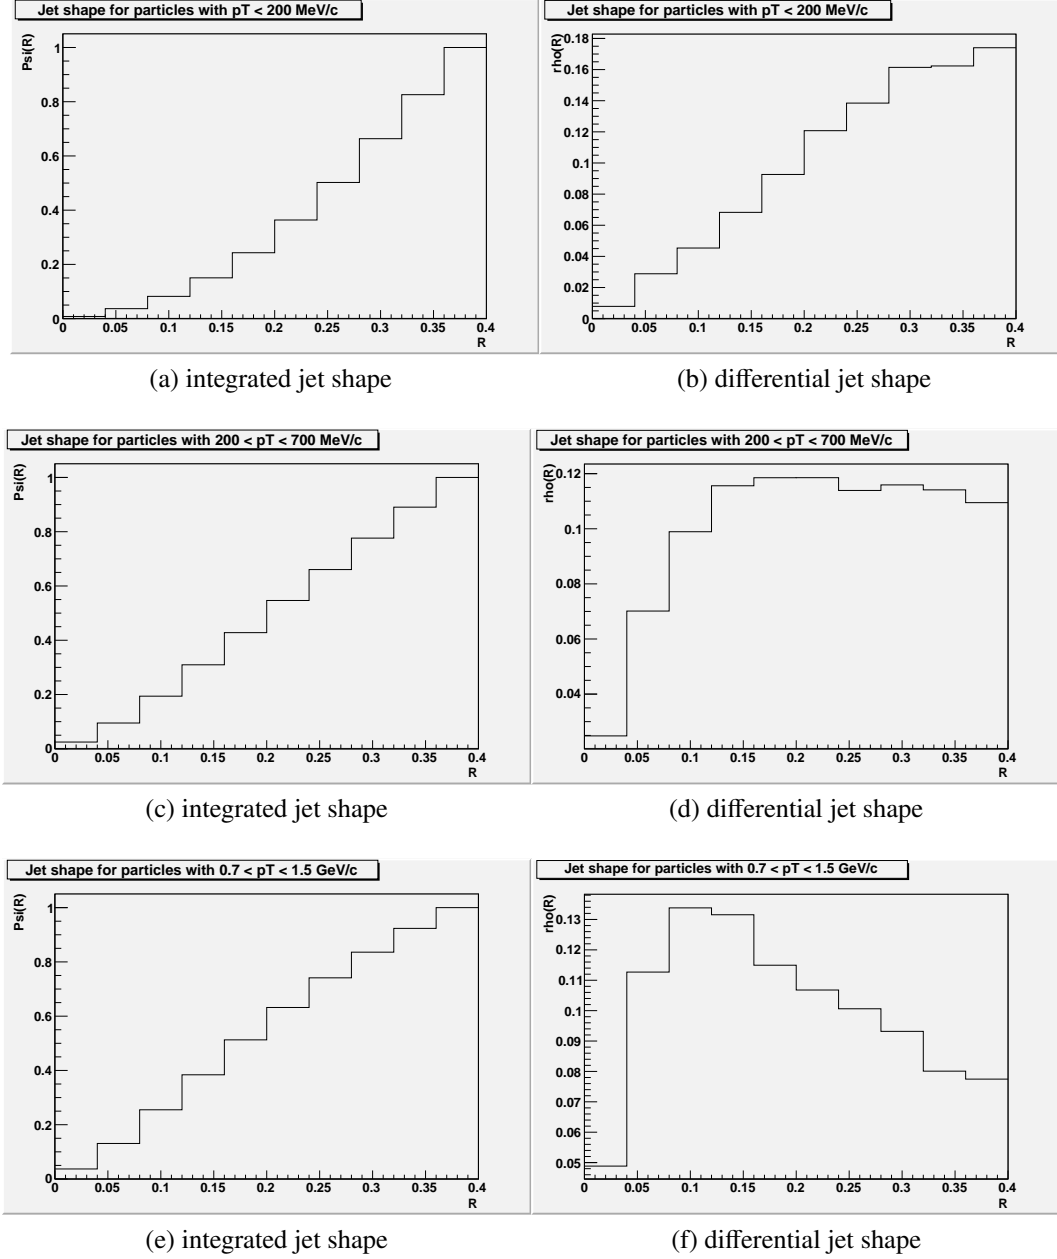 Jet shape for particles with pT < 200 MeV/c
Psi(R)
1
0.8
0.6
0.4
0.2
0
0 0.05 0.1 0.15 0.2 0.25 0.3 0.35 0.4
R
Jet shape for particles with pT < 200 MeV/c
rho(R)
0.18
0.16
0.14
0.12
0.1
0.08
0.06
0.04
0.02
0
0 0.05 0.1 0.15 0.2 0.25 0.3 0.35 0.4
R
(a) integrated jet shape
(b) differential jet shape
Jet shape for particles with 200 < pT < 700 MeV/c
Psi(R)
1
0.8
0.6
0.4
0.2
0
0 0.05 0.1 0.15 0.2 0.25 0.3 0.35 0.4
R
Jet shape for particles with 200 < pT < 700 MeV/c
rho(R)
0.12
0.1
0.08
0.06
0.04
0 0.05 0.1 0.15 0.2 0.25 0.3 0.35 0.4
R
(c) integrated jet shape
(d) differential jet shape
Jet shape for particles with 0.7 < pT < 1.5 GeV/c
Psi(R)
1
0.8
0.6
0.4
0.2
0
0 0.05 0.1 0.15 0.2 0.25 0.3 0.35 0.4
R
Jet shape for particles with 0.7 < pT < 1.5 GeV/c
rho(R)
0.13
0.12
0.11
0.1
0.09
0.08
0.07
0.06
0.05
0 0.05 0.1 0.15 0.2 0.25 0.3 0.35 0.4
R
(e) integrated jet shape
(f) differential jet shape